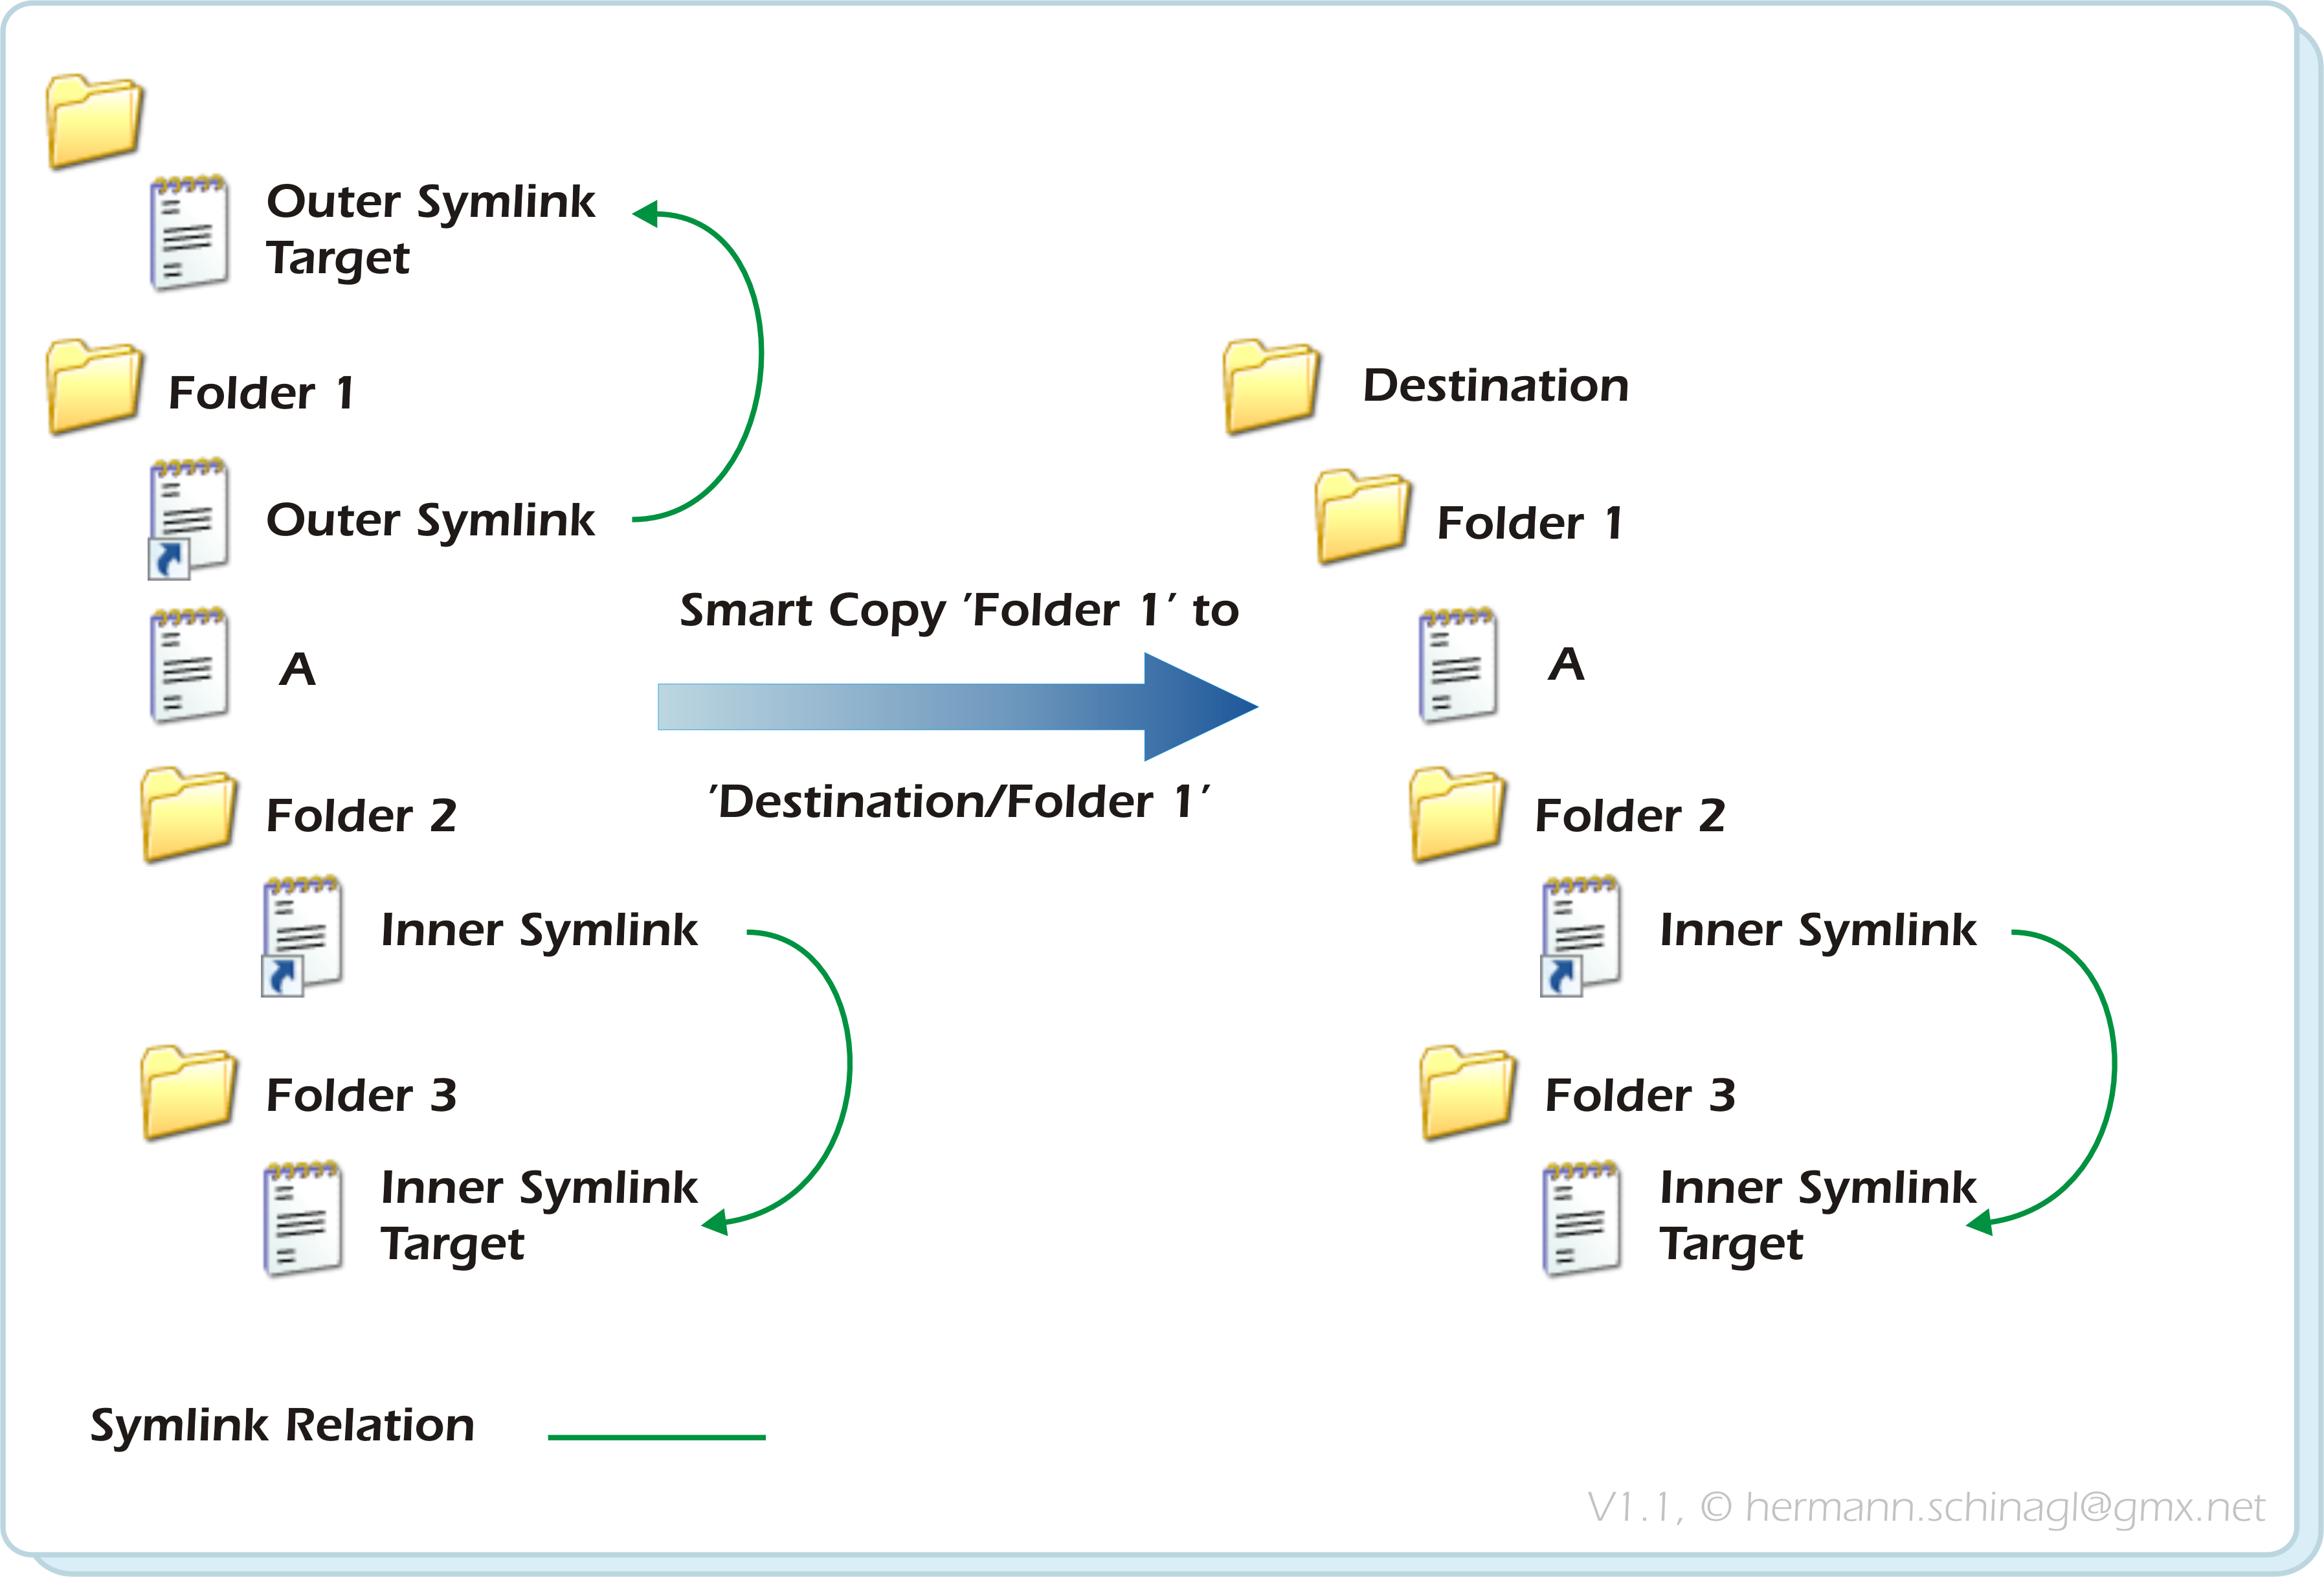 Outer Symlink
Target
Folder 1
Outer Symlink
A
Folder 2
Inner Symlink
Folder 3
Inner Symlink
Target
Smart Copy 'Folder 1' to
'Destination/Folder 1'
Destination
Folder 1
A
Folder 2
Inner Symlink
Folder 3
Inner Symlink
Target
Symlink Relation
V1.1, © hermann.schinagl@gmx.net